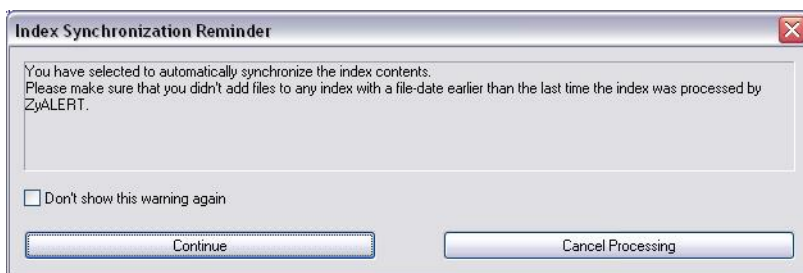 Index Synchronization Reminder
You have selected to automatically synchronize the index contents.
Please make sure that you didn't add files to any index with a file-date earlier than the last time the index was processed by
ZyALERT.
Don't show this warning again
Continue
Cancel Processing